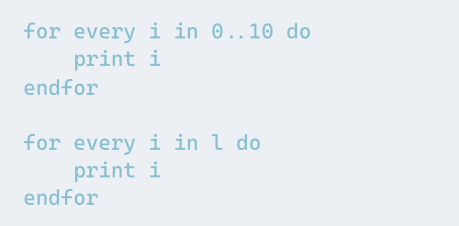 for every i in 0..10 do
    print i
endfor

for every i in l do
    print i
endfor